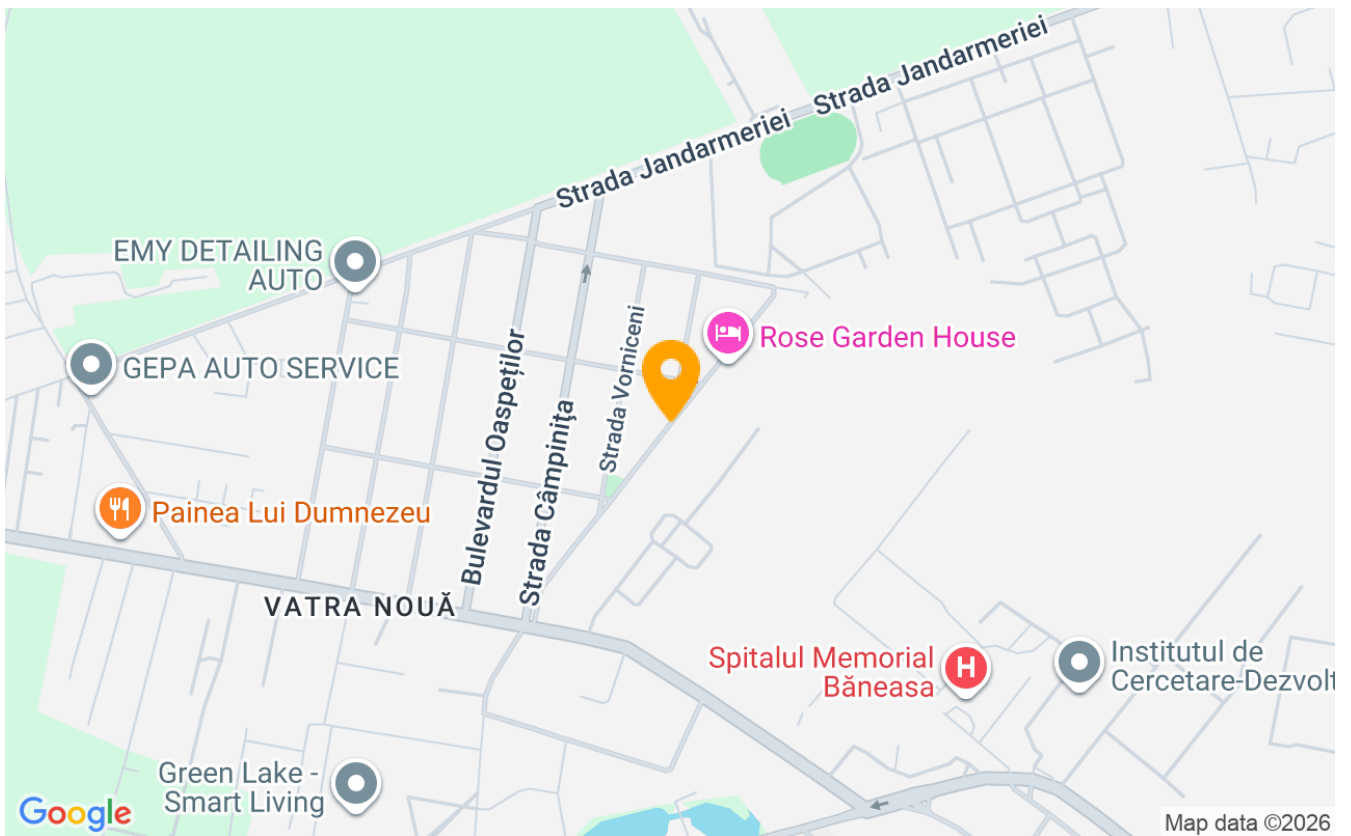 Strada Jandarmeriei
Strada Jandarmeriei
EMY DETAILING
AUTO
Rose Garden House
GEPA AUTO SERVICE
Strada Vorniceni
Bulevardul Oaspeților
Strada Câmpinița
Painea Lui Dumnezeu
VATRA NOUĂ
Spitalul Memorial
Băneasa
H
Institutul de
Cercetare-Dezvolt
Green Lake -
Smart Living
Google
Map data ©2026